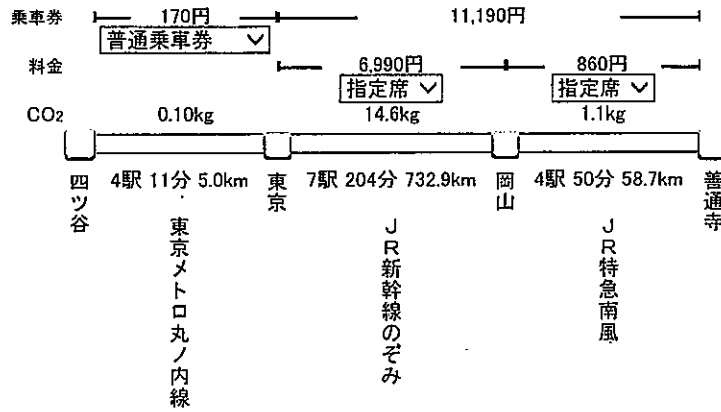 乗車券 170円 11,190円
普通乗車券
料金 6,990円 860円
指定席 指定席
CO₂ 0.10kg 14.6kg 1.1kg
四ツ谷 4駅 11分 5.0km 東京 7駅 204分 732.9km 岡山 4駅 50分 58.7km 善通寺
東京メトロ丸ノ内線
JR新幹線のぞみ
JR特急南風